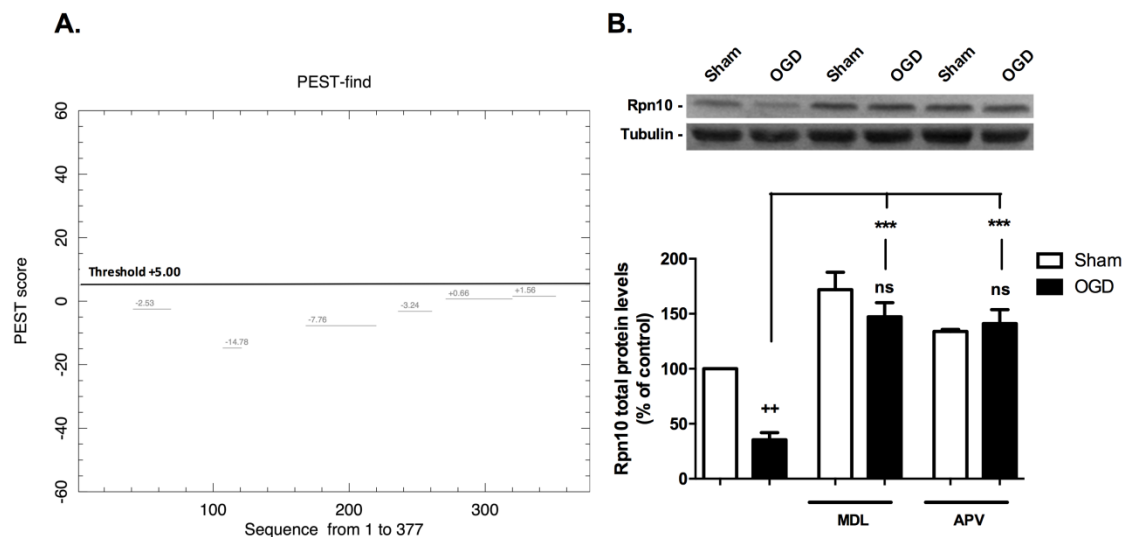 A.
PEST-find
PEST score
60
40
20
0
-20
-40
-60
Threshold +5.00
-2.53
-14.78
-7.76
-3.24
+0.66
+1.56
100
200
300
Sequence from 1 to 377
B.
Sham OGD Sham OGD Sham OGD
Rpn10 -
Tubulin -
Rpn10 total protein levels
(% of control)
200
150
100
50
0
++
***
ns
***
ns
Sham
OGD
MDL
APV